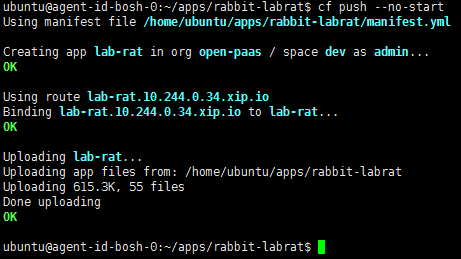 ubuntu@agent-id-bosh-0:~/apps/rabbit-labrat$ cf push --no-start
Using manifest file /home/ubuntu/apps/rabbit-labrat/manifest.yml
Creating app lab-rat in org open-paas / space dev as admin...
OK
Using route lab-rat.10.244.0.34.xip.io
Binding lab-rat.10.244.0.34.xip.io to lab-rat...
OK
Uploading lab-rat...
Uploading app files from: /home/ubuntu/apps/rabbit-labrat
Uploading 615.3K, 55 files
Done uploading
OK
ubuntu@agent-id-bosh-0:~/apps/rabbit-labrat$